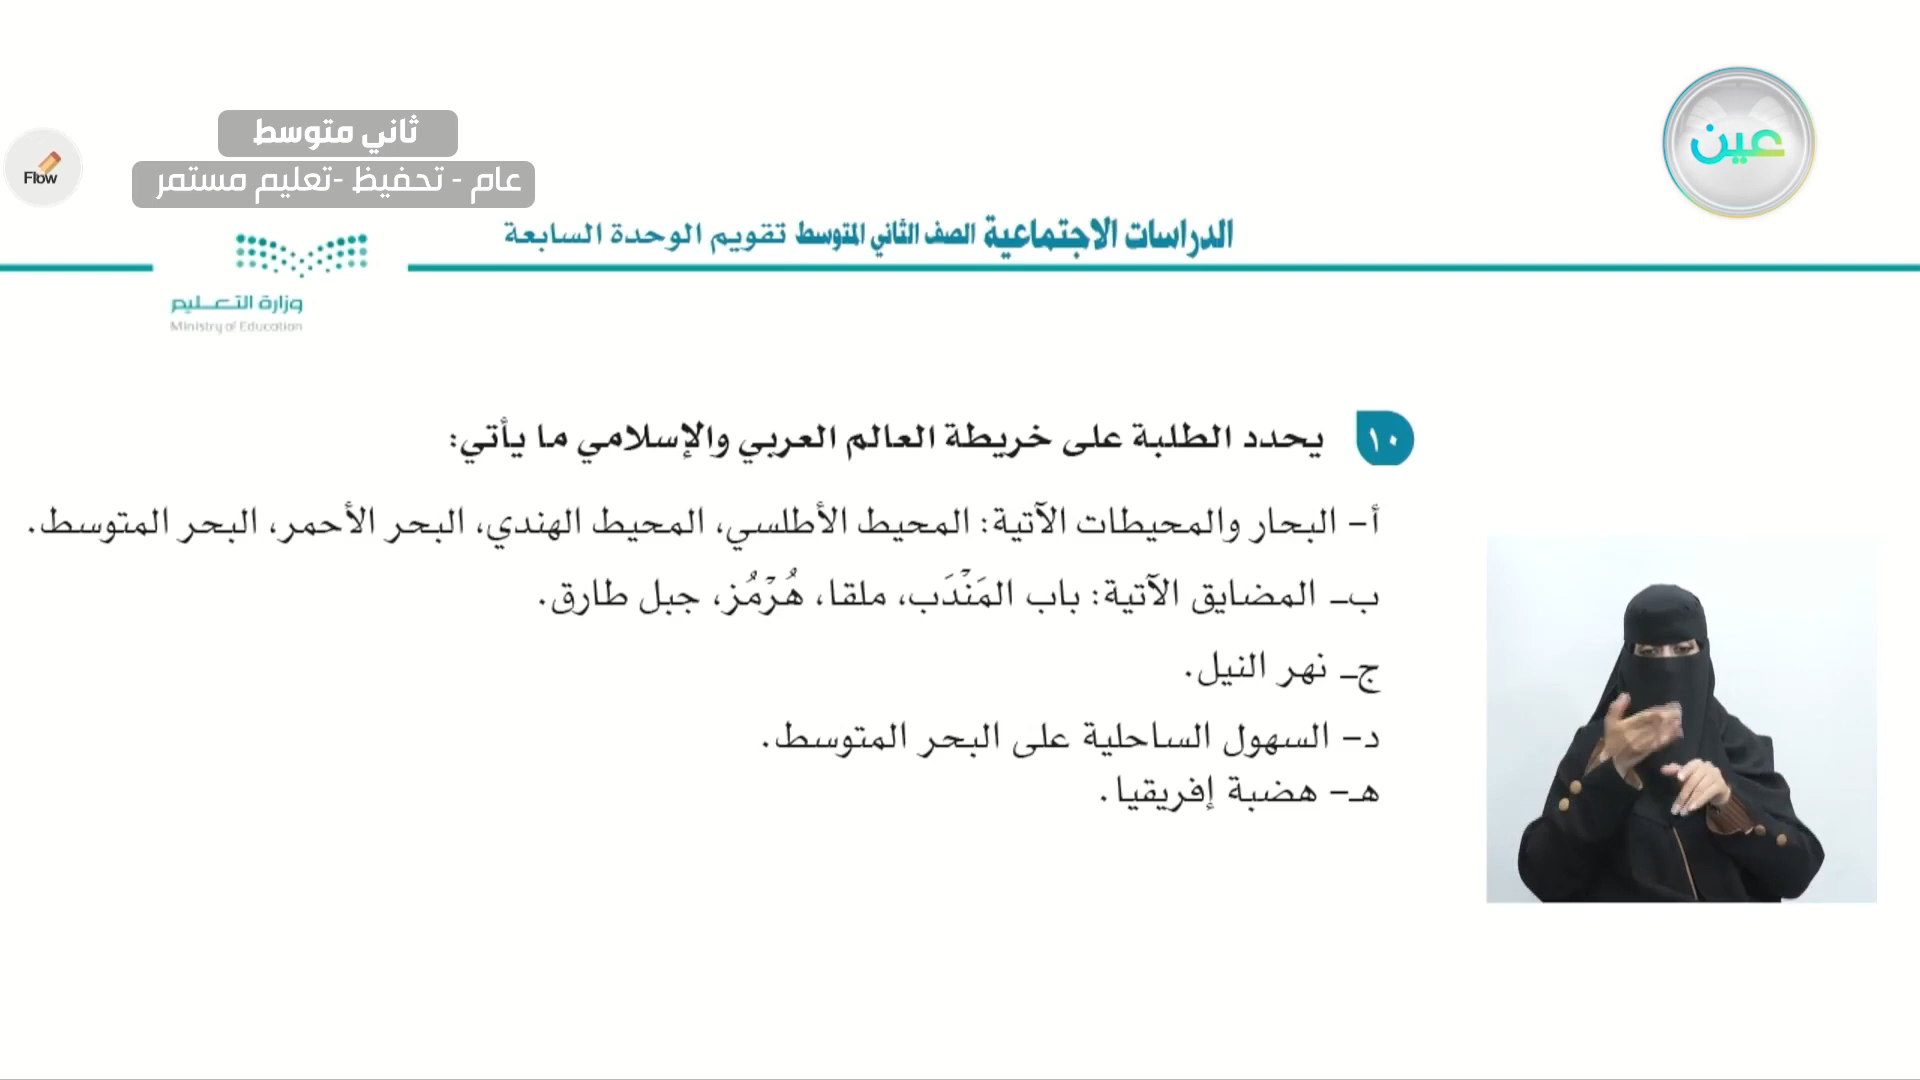 عين
ثاني متوسط
عام - تحفيظ -تعليم مستمر
Flow
الدراسات الاجتماعية الصف الثاني المتوسط تقويم الوحدة السابعة
وزارة التعليم
Ministry of Education
١٠ يحدد الطلبة على خريطة العالم العربي والإسلامي ما يأتي:
أ- البحار والمحيطات الآتية: المحيط الأطلسي، المحيط الهندي، البحر الأحمر، البحر المتوسط.
ب- المضايق الآتية: باب المَنْدَب، ملقا، هُرْمُز، جبل طارق.
ج- نهر النيل.
د- السهول الساحلية على البحر المتوسط.
هـ- هضبة إفريقيا.